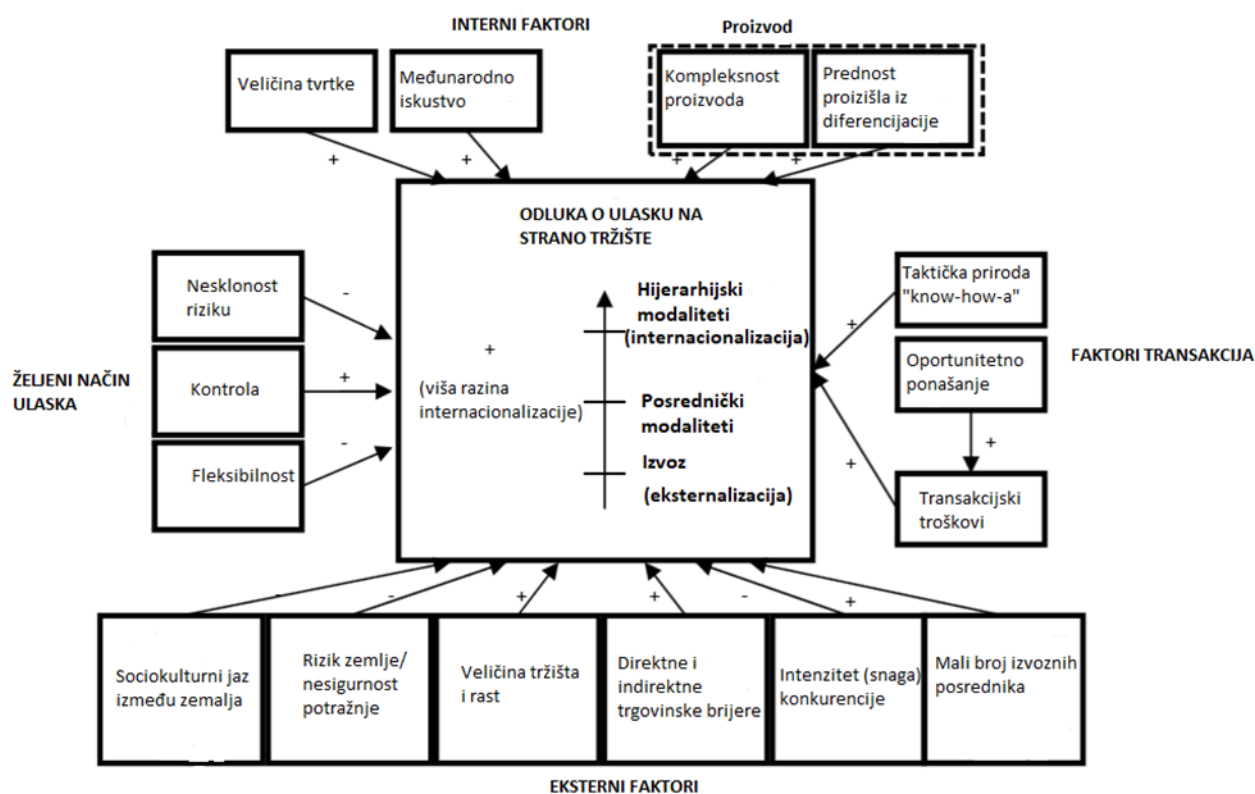 INTERNI FAKTORI
Proizvod
Veličina tvrtke
Međunarodno
iskustvo
Kompleksnost
proizvoda
Prednost
proizišla iz
diferencijacije
+
+
+
+
ODLUKA O ULASKU NA
STRANO TRŽIŠTE
ŽELJENI NAČIN
ULASKA
Nesklonost
riziku
-
Kontrola
+
Fleksibilnost
-
+
(viša razina
internacionalizacije)
Hijerarhijski
modaliteti
(internacionalizacija)
Posrednički
modaliteti
Izvoz
(eksternalizacija)
Taktička priroda
"know-how-a"
+
Oportunitetno
ponašanje
+
+
Transakcijski
troškovi
FAKTORI TRANSAKCIJA
-
-
+
+
-
+
Sociokulturni jaz
između zemalja
Rizik zemlje/
nesigurnost
potražnje
Veličina tržišta
i rast
Direktne i
indirektne
trgovinske brijere
Intenzitet (snaga)
konkurencije
Mali broj izvoznih
posrednika
EKSTERNI FAKTORI